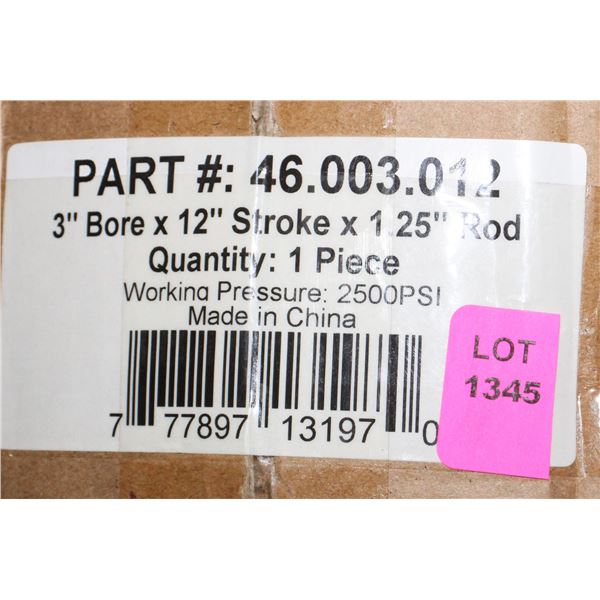 PART #: 46.003.012
3" Bore x 12" Stroke x 1.25" Rod
Quantity: 1 Piece
Working Pressure: 2500PSI
Made in China
7 77897 13197 0
LOT
1345